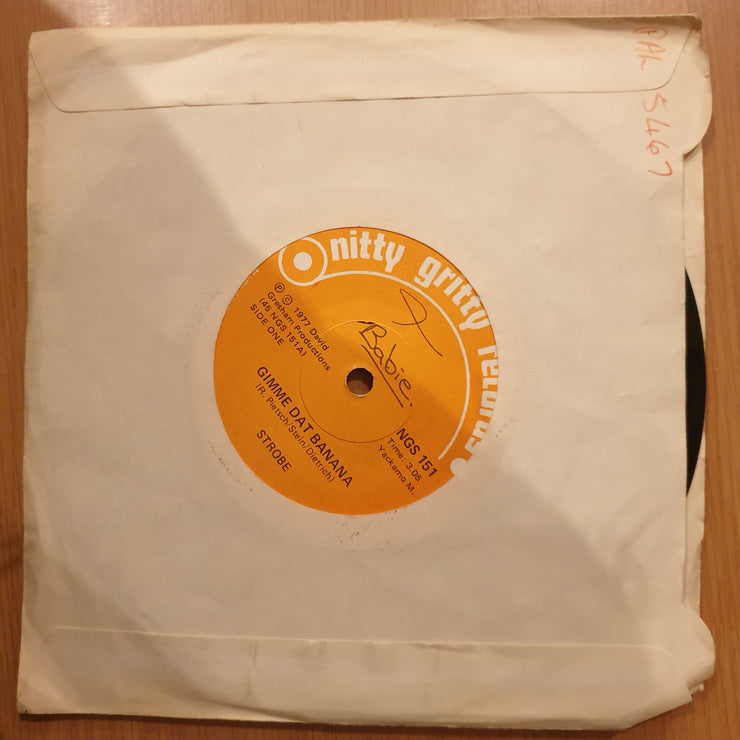 PAL 5467
nitty gritty records
℗ © 1977 David
Gresham Productions
(45 NGS 151A)
SIDE ONE
Babie.
NGS 151
Time: 3.05
Yackamo M.
GIMME DAT BANANA
(R. Pietsch/Stein/Dietrich)
STROBE